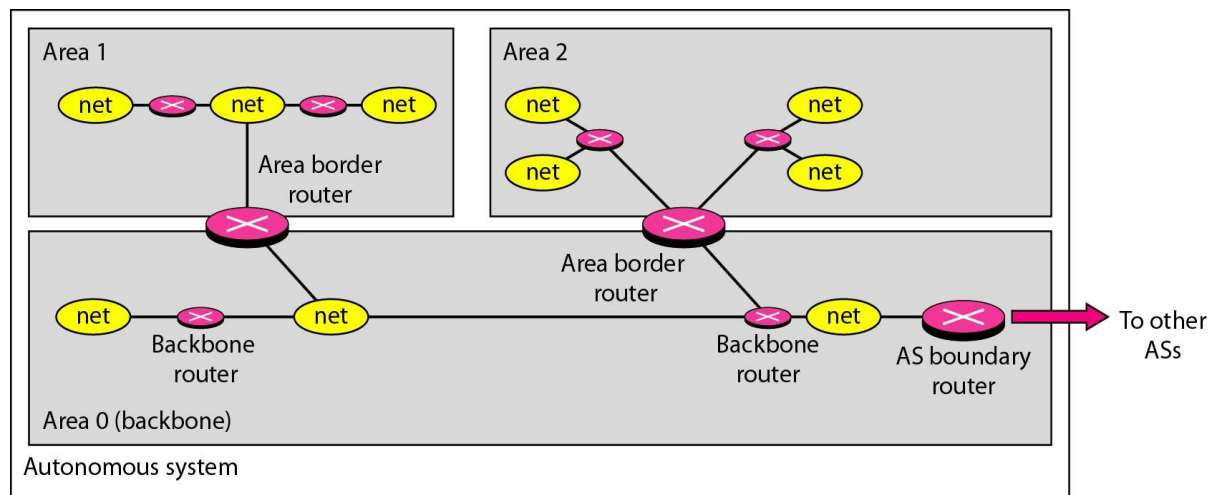 Area 1
net
net
net
Area border
router
Area 2
net
net
net
net
Area border
router
net
Backbone
router
net
Backbone
router
net
AS boundary
router
To other
ASs
Area 0 (backbone)
Autonomous system